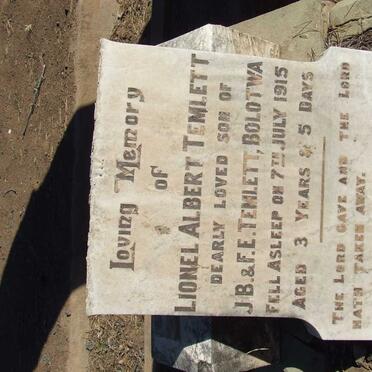 Loving Memory
of
LIONEL ALBERT TEMLETT
DEARLY LOVED SON OF
J.B. & F.E. TEMLETT, BOLOTWA
FELL ASLEEP ON 7TH JULY 1915
AGED 3 YEARS & 5 DAYS
THE LORD GAVE AND THE LORD
HATH TAKEN AWAY.